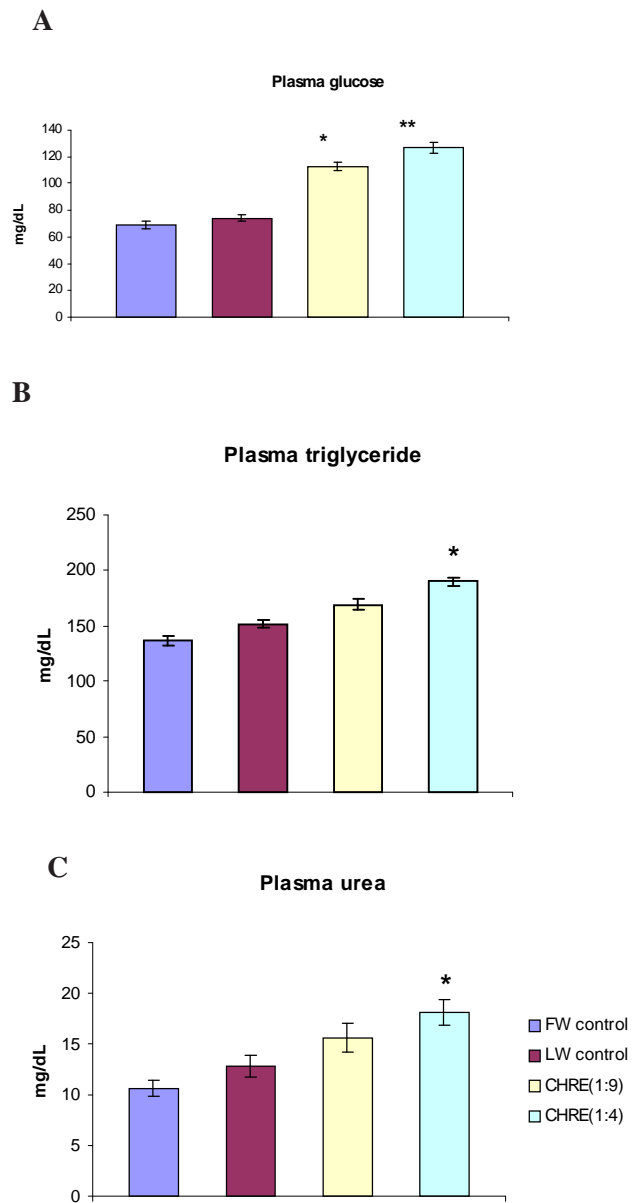 A
Plasma glucose
* **
140
120
100
80
60
40
20
0
mg/dL
B
Plasma triglyceride
*
250
200
150
100
50
0
mg/dL
C
Plasma urea
*
25
20
15
10
5
0
mg/dL
FW control
LW control
CHRE(1:9)
CHRE(1:4)